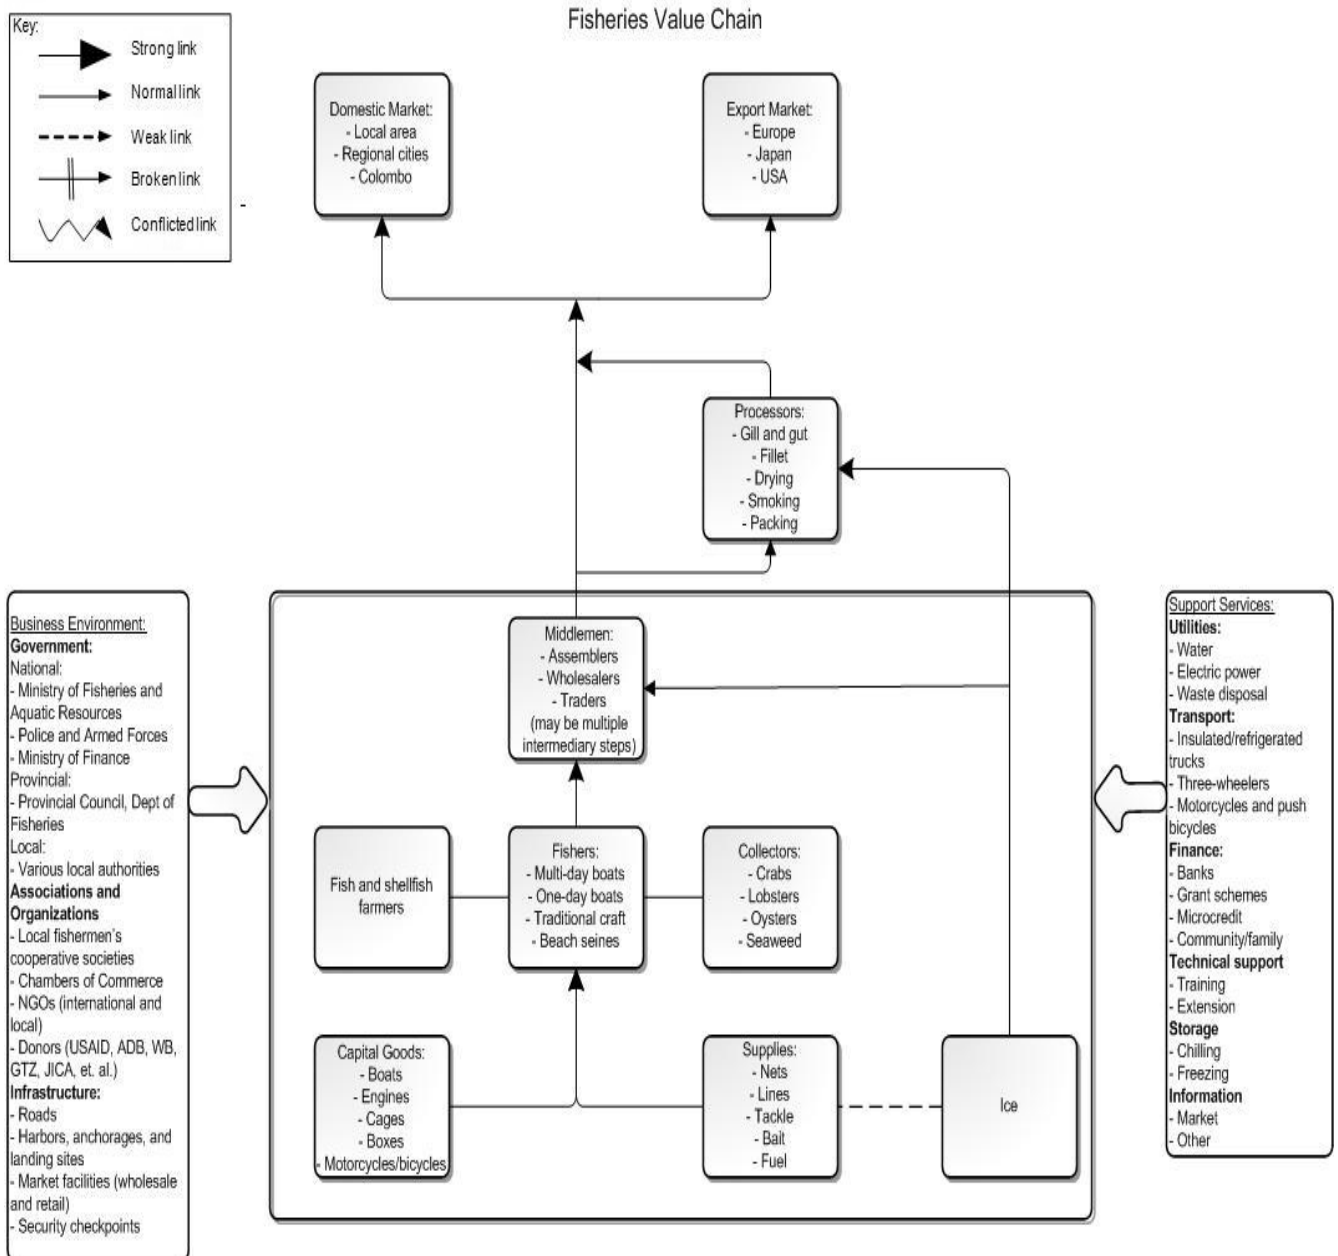 Fisheries Value Chain
Key:
Strong link
Normal link
Weak link
Broken link
Conflicted link
-
Domestic Market:
- Local area
- Regional cities
- Colombo
Export Market:
- Europe
- Japan
- USA
Processors:
- Gill and gut
- Fillet
- Drying
- Smoking
- Packing
Business Environment:
Government:
National:
- Ministry of Fisheries and
Aquatic Resources
- Police and Armed Forces
- Ministry of Finance
Provincial:
- Provincial Council, Dept of
Fisheries
Local:
- Various local authorities
Associations and
Organizations
- Local fishermen's
cooperative societies
- Chambers of Commerce
- NGOs (international and
local)
- Donors (USAID, ADB, WB,
GTZ, JICA, et. al.)
Infrastructure:
- Roads
- Harbors, anchorages, and
landing sites
- Market facilities (wholesale
and retail)
- Security checkpoints
Middlemen:
- Assemblers
- Wholesalers
- Traders
(may be multiple
intermediary steps)
Fish and shellfish
farmers
Fishers:
- Multi-day boats
- One-day boats
- Traditional craft
- Beach seines
Collectors:
- Crabs
- Lobsters
- Oysters
- Seaweed
Capital Goods:
- Boats
- Engines
- Cages
- Boxes
- Motorcycles/bicycles
Supplies:
- Nets
- Lines
- Tackle
- Bait
- Fuel
Ice
Support Services:
Utilities:
- Water
- Electric power
- Waste disposal
Transport:
- Insulated/refrigerated
trucks
- Three-wheelers
- Motorcycles and push
bicycles
Finance:
- Banks
- Grant schemes
- Microcredit
- Community/family
Technical support
- Training
- Extension
Storage
- Chilling
- Freezing
Information
- Market
- Other